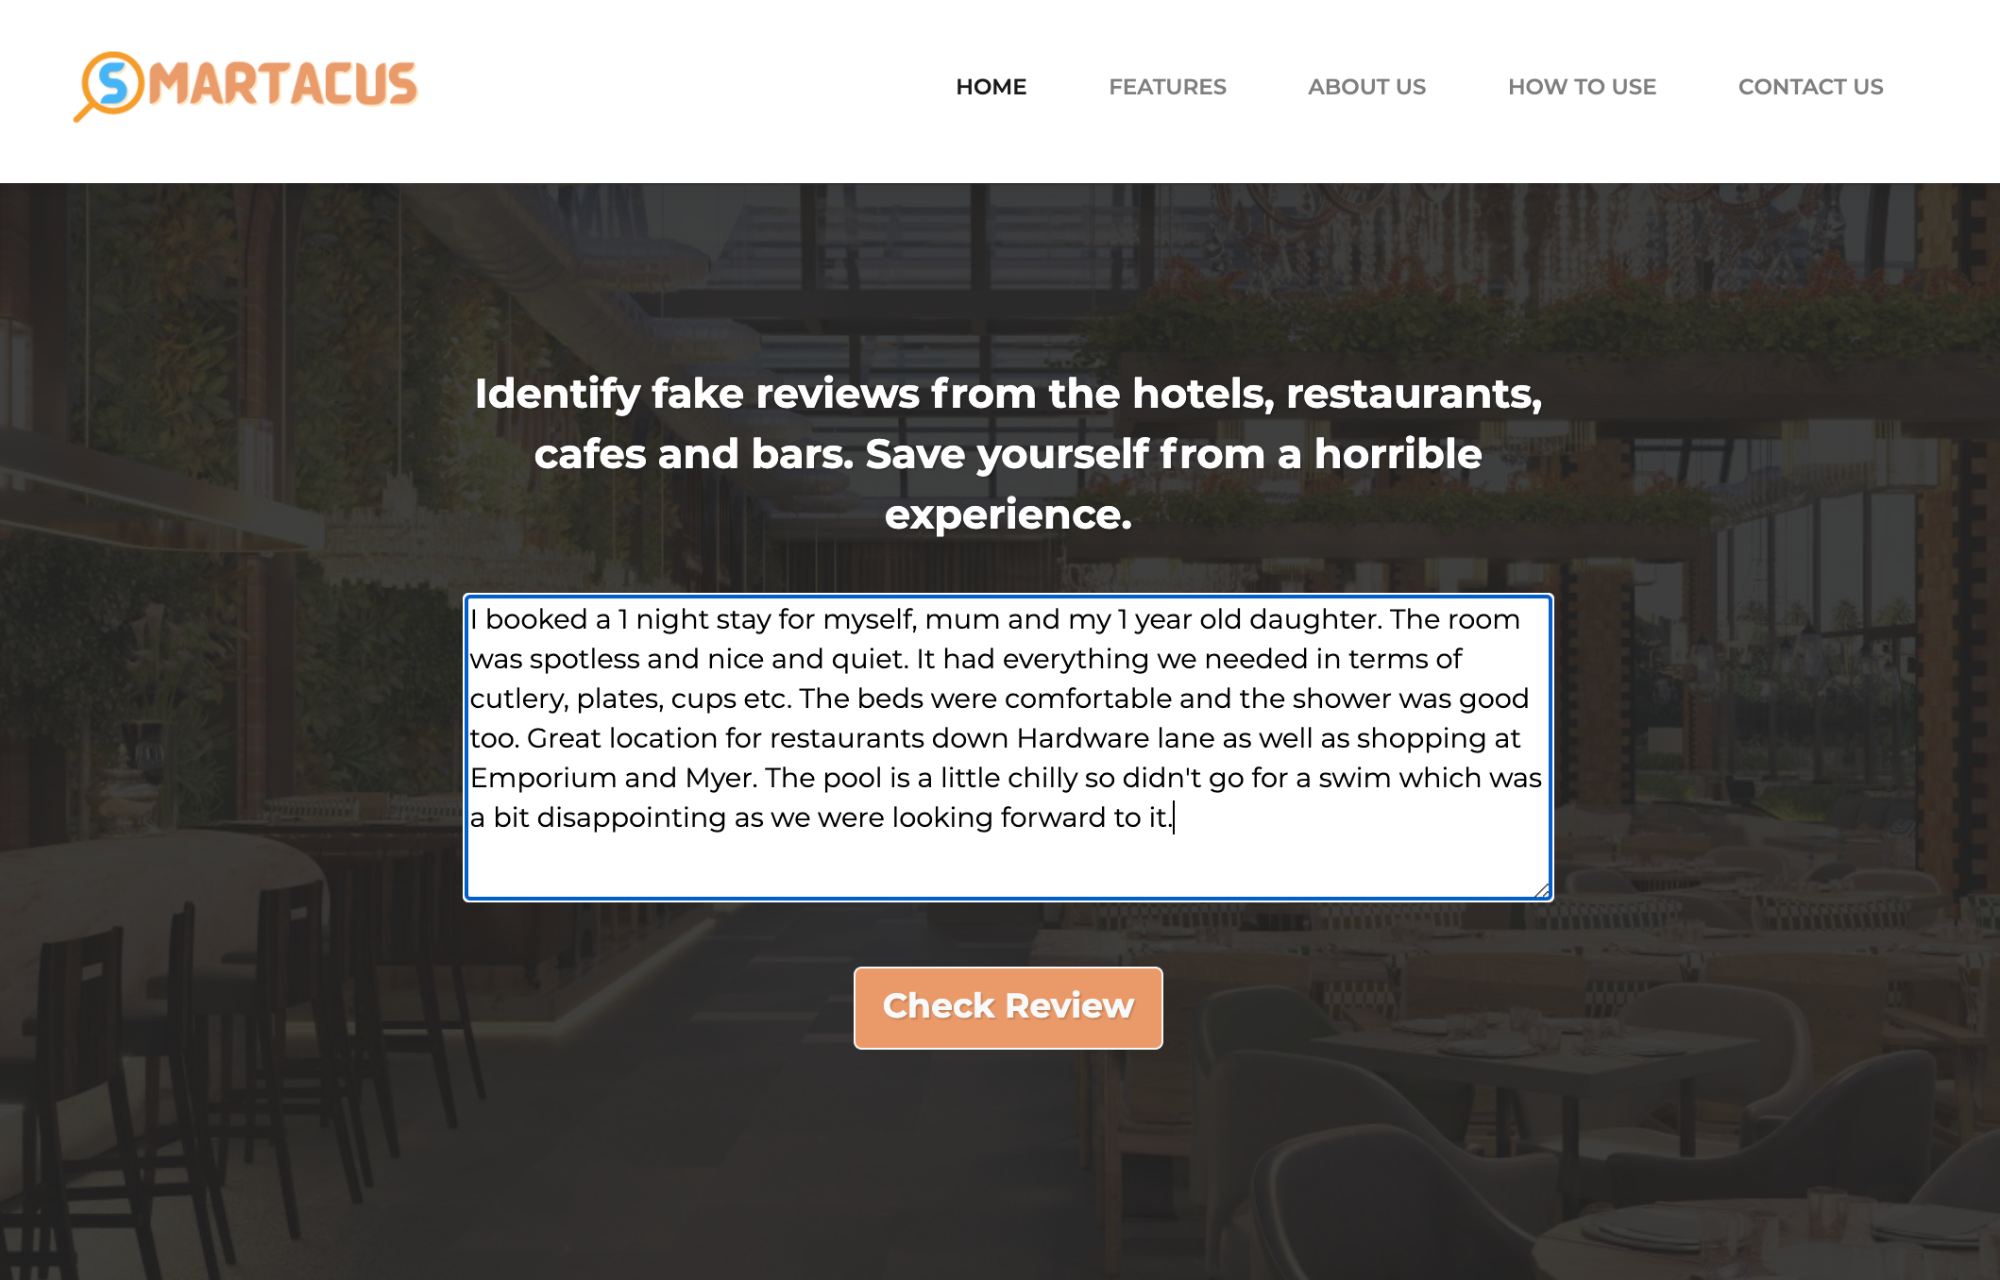 SMARTACUS
HOME
FEATURES
ABOUT US
HOW TO USE
CONTACT US
Identify fake reviews from the hotels, restaurants,
cafes and bars. Save yourself from a horrible
experience.
I booked a 1 night stay for myself, mum and my 1 year old daughter. The room
was spotless and nice and quiet. It had everything we needed in terms of
cutlery, plates, cups etc. The beds were comfortable and the shower was good
too. Great location for restaurants down Hardware lane as well as shopping at
Emporium and Myer. The pool is a little chilly so didn't go for a swim which was
a bit disappointing as we were looking forward to it.
Check Review